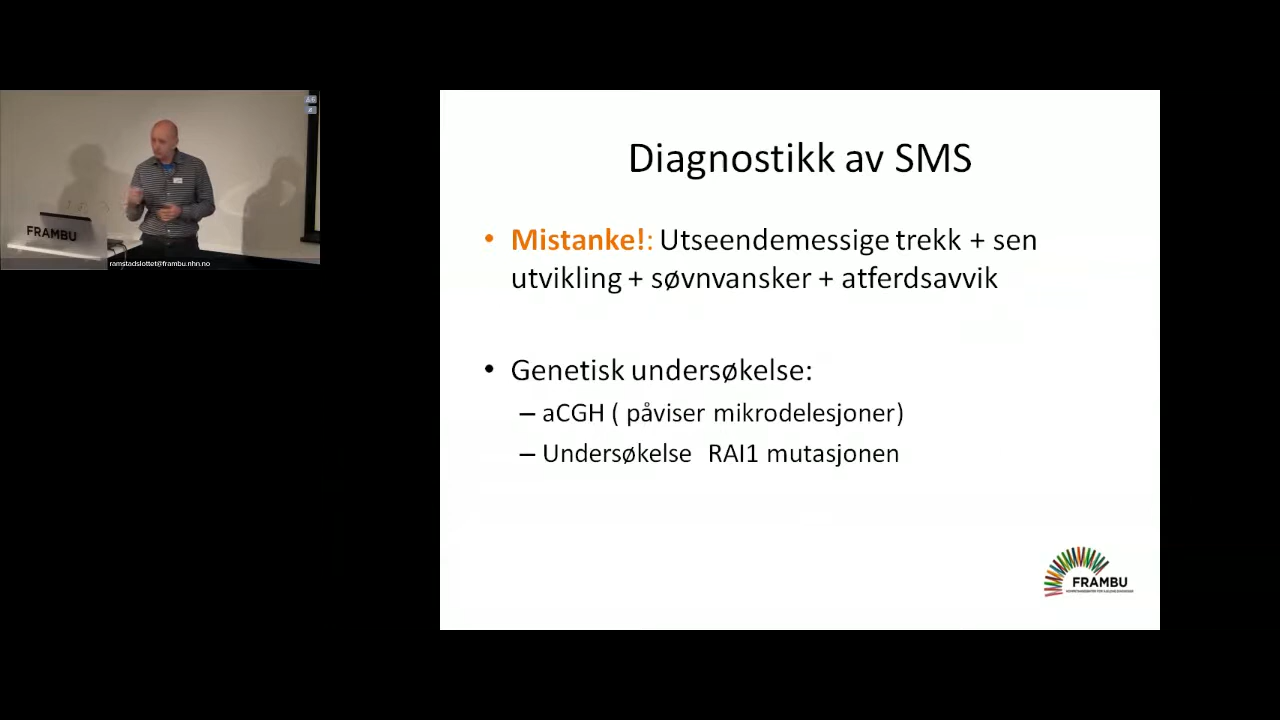 FRAMBU
ramstadslottet@frambu.nhn.no
Diagnostikk av SMS
• Mistanke!: Utseendemessige trekk + sen
utvikling + søvnvansker + atferdsavvik
• Genetisk undersøkelse:
– aCGH ( påviser mikrodelesjoner)
– Undersøkelse RAI1 mutasjonen
FRAMBU